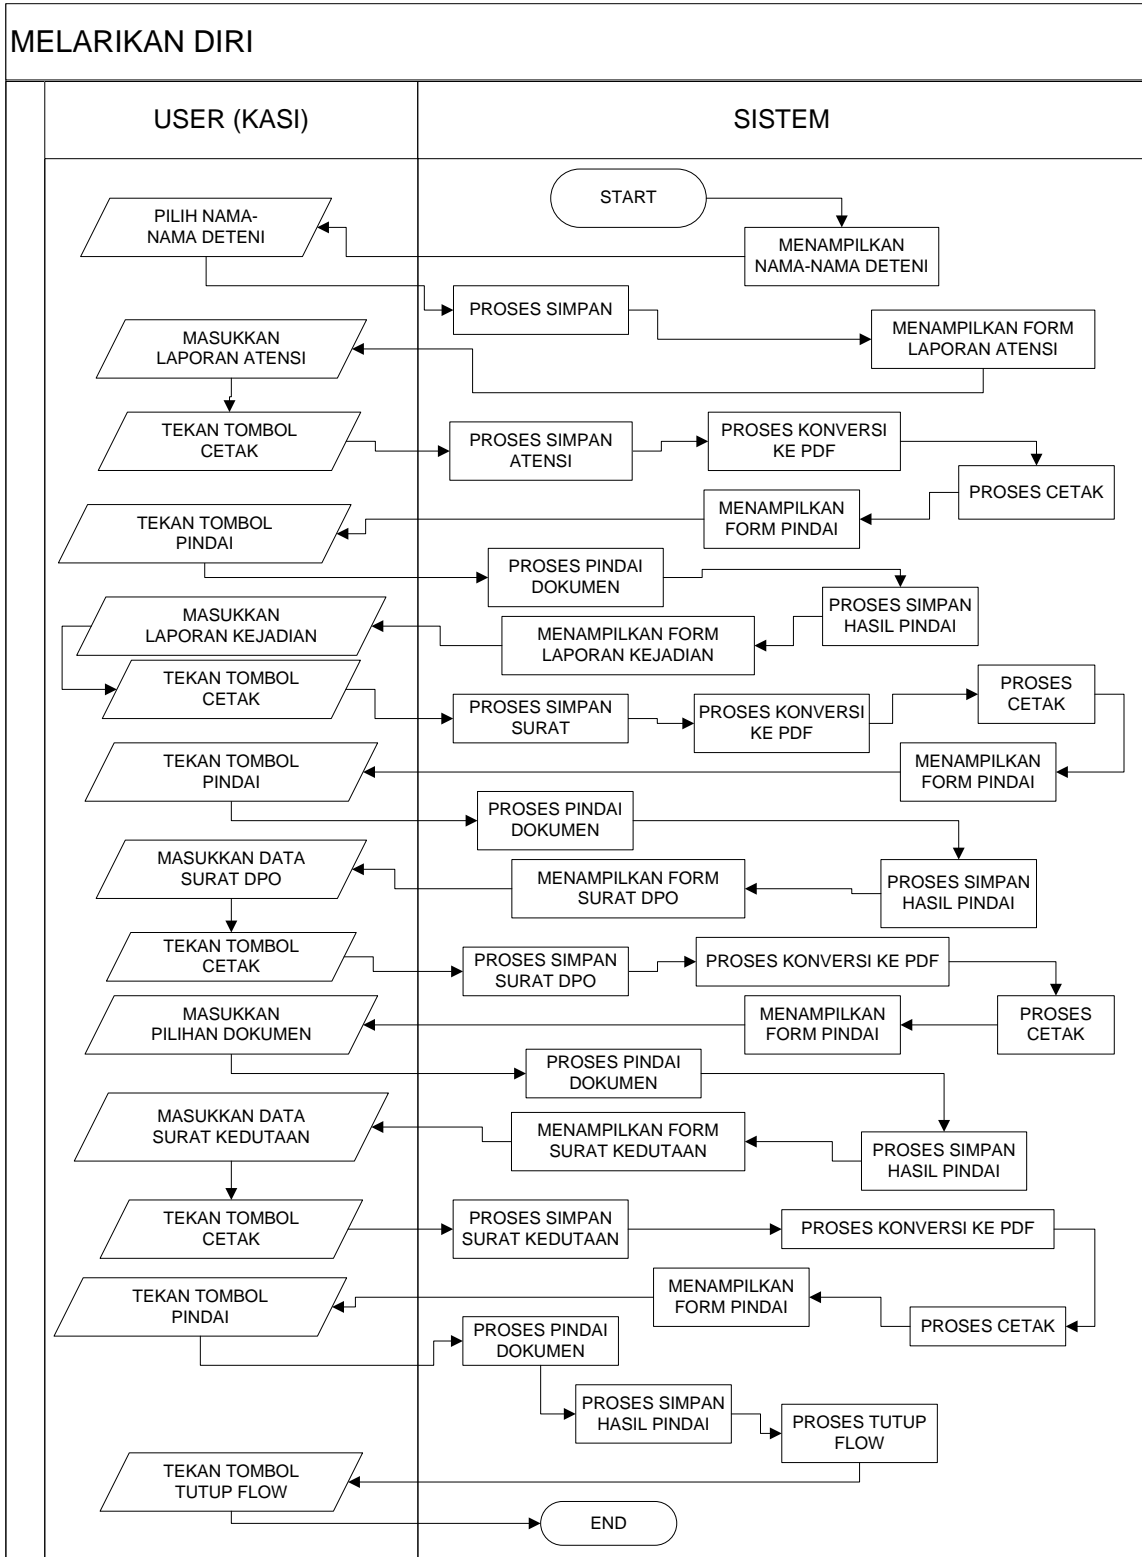 MELARIKAN DIRI
USER (KASI)
SISTEM
START
PILIH NAMA-
NAMA DETENI
MENAMPILKAN
NAMA-NAMA DETENI
PROSES SIMPAN
MASUKKAN
LAPORAN ATENSI
MENAMPILKAN FORM
LAPORAN ATENSI
TEKAN TOMBOL
CETAK
PROSES SIMPAN
ATENSI
PROSES KONVERSI
KE PDF
PROSES CETAK
TEKAN TOMBOL
PINDAI
MENAMPILKAN
FORM PINDAI
PROSES PINDAI
DOKUMEN
PROSES SIMPAN
HASIL PINDAI
MASUKKAN
LAPORAN KEJADIAN
MENAMPILKAN FORM
LAPORAN KEJADIAN
TEKAN TOMBOL
CETAK
PROSES SIMPAN
SURAT
PROSES KONVERSI
KE PDF
PROSES
CETAK
TEKAN TOMBOL
PINDAI
MENAMPILKAN
FORM PINDAI
PROSES PINDAI
DOKUMEN
MASUKKAN DATA
SURAT DPO
MENAMPILKAN FORM
SURAT DPO
PROSES SIMPAN
HASIL PINDAI
TEKAN TOMBOL
CETAK
PROSES SIMPAN
SURAT DPO
PROSES KONVERSI KE PDF
PROSES
CETAK
MASUKKAN
PILIHAN DOKUMEN
MENAMPILKAN
FORM PINDAI
PROSES PINDAI
DOKUMEN
MASUKKAN DATA
SURAT KEDUTAAN
MENAMPILKAN FORM
SURAT KEDUTAAN
PROSES SIMPAN
HASIL PINDAI
TEKAN TOMBOL
CETAK
PROSES SIMPAN
SURAT KEDUTAAN
PROSES KONVERSI KE PDF
TEKAN TOMBOL
PINDAI
MENAMPILKAN
FORM PINDAI
PROSES CETAK
PROSES PINDAI
DOKUMEN
PROSES SIMPAN
HASIL PINDAI
PROSES TUTUP
FLOW
TEKAN TOMBOL
TUTUP FLOW
END